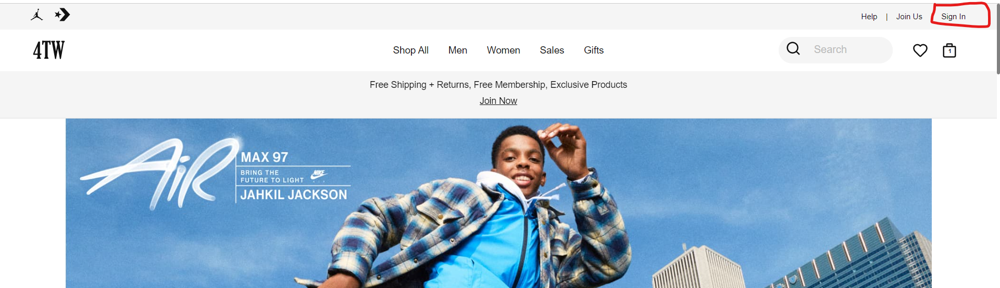 Help | Join Us Sign In
4TW Shop All Men Women Sales Gifts Search 1
Free Shipping + Returns, Free Membership, Exclusive Products
Join Now
AiR
MAX 97
BRING THE
FUTURE TO LIGHT
NIKE
AIR
JAHKIL JACKSON